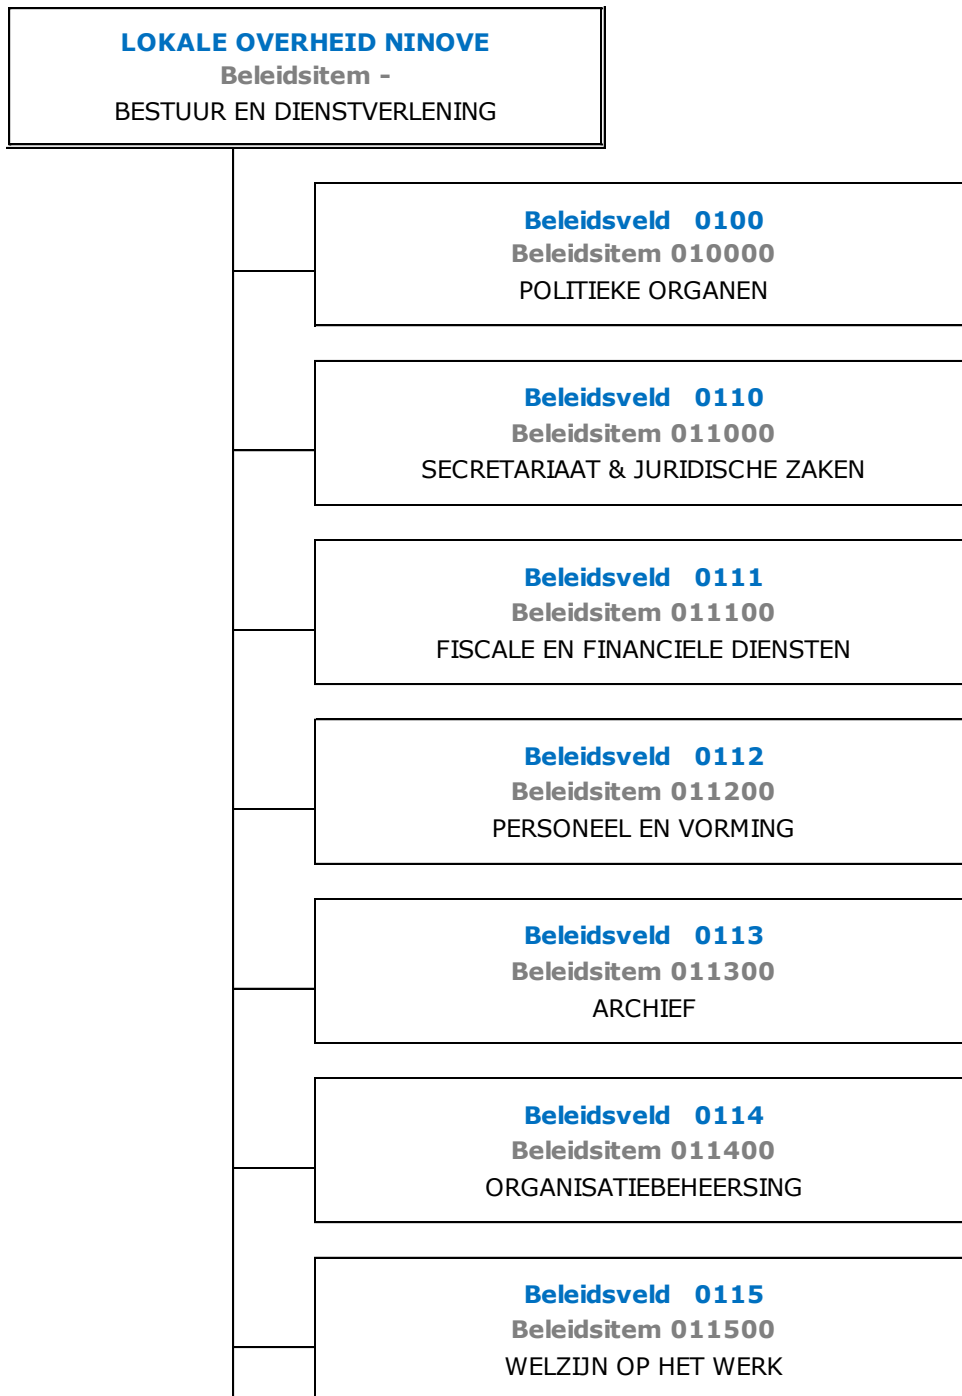 LOKALE OVERHEID NINOVE
Beleidsitem -
BESTUUR EN DIENSTVERLENING
Beleidsveld 0100
Beleidsitem 010000
POLITIEKE ORGANEN
Beleidsveld 0110
Beleidsitem 011000
SECRETARIAAT & JURIDISCHE ZAKEN
Beleidsveld 0111
Beleidsitem 011100
FISCALE EN FINANCIELE DIENSTEN
Beleidsveld 0112
Beleidsitem 011200
PERSONEEL EN VORMING
Beleidsveld 0113
Beleidsitem 011300
ARCHIEF
Beleidsveld 0114
Beleidsitem 011400
ORGANISATIEBEHEERSING
Beleidsveld 0115
Beleidsitem 011500
WELZIJN OP HET WERK